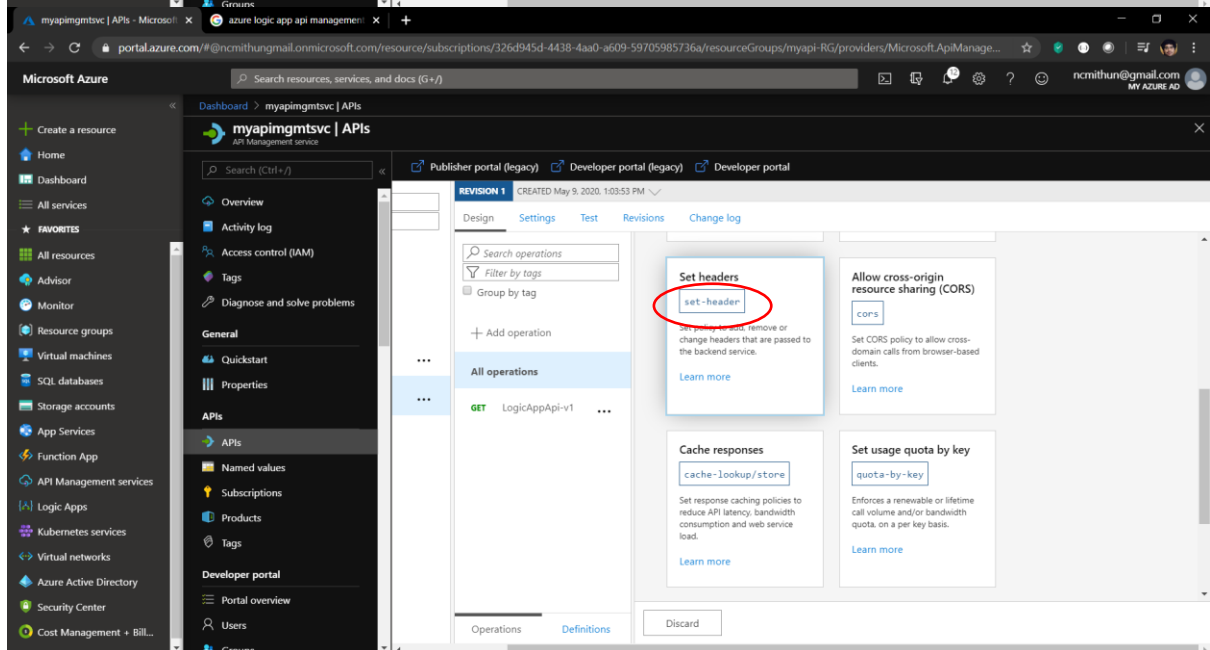 Groups
myapimgmtsvc | APIs - Microsoft
azure logic app api management
portal.azure.com/#@ncmithungmail.onmicrosoft.com/resource/subscriptions/326d945d-4438-4aa0-a609-59705985736a/resourceGroups/myapi-RG/providers/Microsoft.ApiManage...
Microsoft Azure
Search resources, services, and docs (G+/)
12
ncmithun@gmail.com
MY AZURE AD
Create a resource
Home
Dashboard
All services
FAVORITES
All resources
Advisor
Monitor
Resource groups
Virtual machines
SQL databases
Storage accounts
App Services
Function App
API Management services
Logic Apps
Kubernetes services
Virtual networks
Azure Active Directory
Security Center
Cost Management + Bill...
Dashboard > myapimgmtsvc | APIs
myapimgmtsvc | APIs
API Management service
Search (Ctrl+/)
Overview
Activity log
Access control (IAM)
Tags
Diagnose and solve problems
General
Quickstart
Properties
APIs
APIs
Named values
Subscriptions
Products
Tags
Developer portal
Portal overview
Users
Groups
Publisher portal (legacy)
Developer portal (legacy)
Developer portal
REVISION 1
CREATED May 9, 2020, 1:03:53 PM
Design
Settings
Test
Revisions
Change log
Search operations
Filter by tags
Group by tag
+ Add operation
All operations
GET LogicAppApi-v1 ...
Operations
Definitions
Set headers
set-header
Set policy to add, remove or
change headers that are passed to
the backend service.
Learn more
Allow cross-origin
resource sharing (CORS)
cors
Set CORS policy to allow cross-
domain calls from browser-based
clients.
Learn more
Cache responses
cache-lookup/store
Set response caching policies to
reduce API latency, bandwidth
consumption and web service
load.
Learn more
Set usage quota by key
quota-by-key
Enforces a renewable or lifetime
call volume and/or bandwidth
quota, on a per key basis.
Learn more
Discard